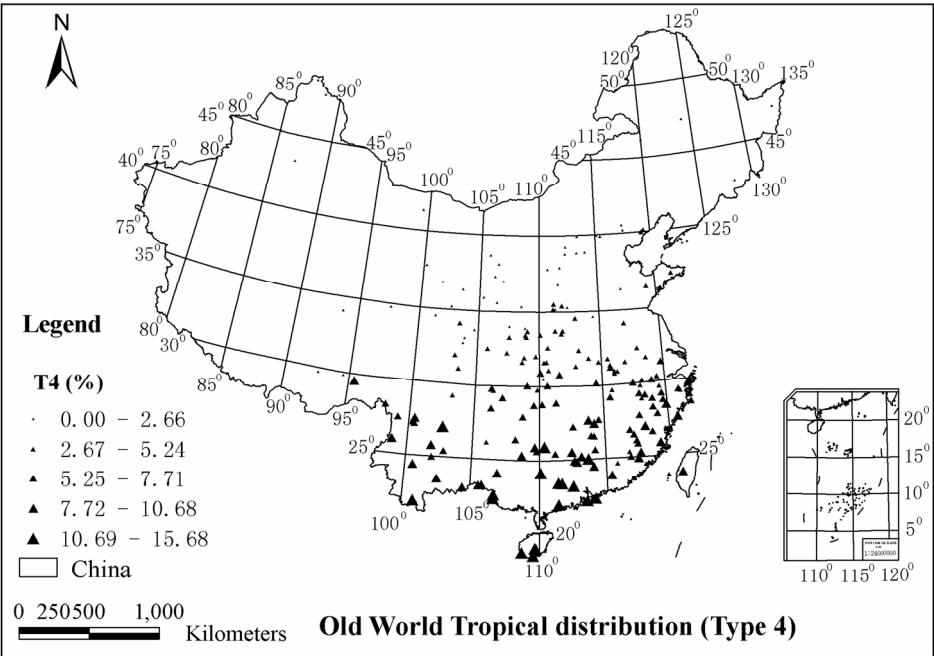 N
125⁰
120⁰
50⁰
50⁰ 130⁰ 135⁰
85⁰ 90⁰
45⁰ 80⁰
40⁰ 75⁰ 80⁰
45⁰ 95⁰
100⁰ 105⁰ 110⁰
45⁰ 115⁰
45⁰
130⁰
125⁰
75⁰
35⁰
80⁰
30⁰
85⁰
90⁰
95⁰
25⁰
25⁰
100⁰
105⁰
20⁰
110⁰
Legend
T4 (%)
0.00 - 2.66
2.67 - 5.24
5.25 - 7.71
7.72 - 10.68
10.69 - 15.68
China
0 250500 1,000
Kilometers
Old World Tropical distribution (Type 4)
20⁰
15⁰
10⁰
5⁰
1:24000000
110⁰ 115⁰ 120⁰